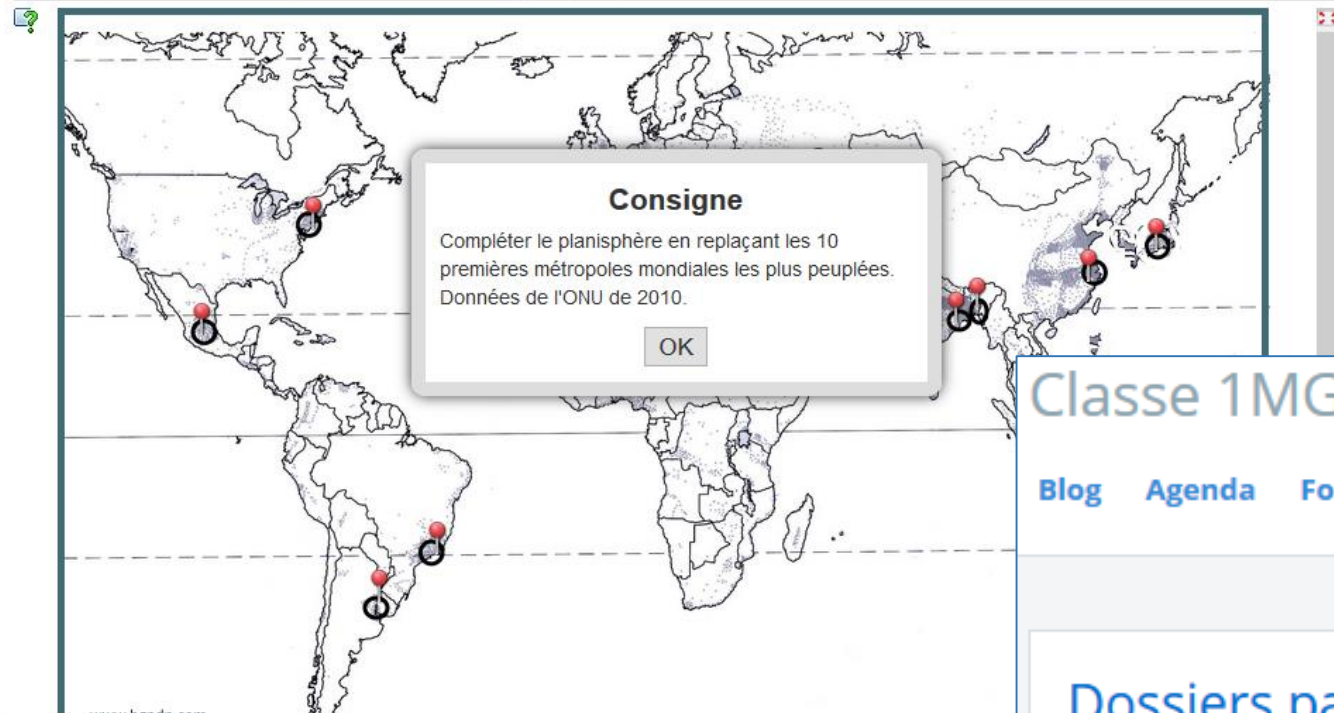 Consigne
Compléter le planisphère en replaçant les 10
premières métropoles mondiales les plus peuplées.
Données de l'ONU de 2010.
OK
Classe 1MG
Blog Agenda Fo
Dossiers pa